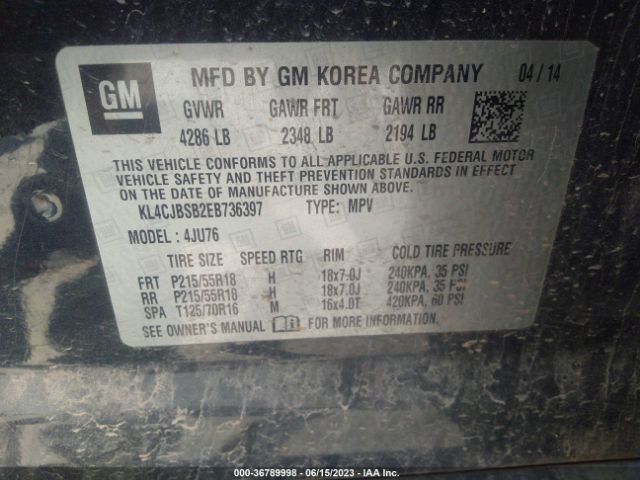 GM MFD BY GM KOREA COMPANY 04/14
GVWR GAWR FRT GAWR RR
4286 LB 2348 LB 2194 LB
THIS VEHICLE CONFORMS TO ALL APPLICABLE U.S. FEDERAL MOTOR
VEHICLE SAFETY AND THEFT PREVENTION STANDARDS IN EFFECT
ON THE DATE OF MANUFACTURE SHOWN ABOVE.
KL4CJBSB2EB736397 TYPE: MPV
MODEL : 4JU76
TIRE SIZE SPEED RTG RIM COLD TIRE PRESSURE
FRT P215/55R18 H 18x7.0J 240KPA, 35 PSI
RR P215/55R18 H 18x7.0J 240KPA, 35 PSI
SPA T125/70R16 M 16x4.0T 420KPA, 60 PSI
SEE OWNER'S MANUAL FOR MORE INFORMATION.
000-36789998 - 06/15/2023 - IAA Inc.